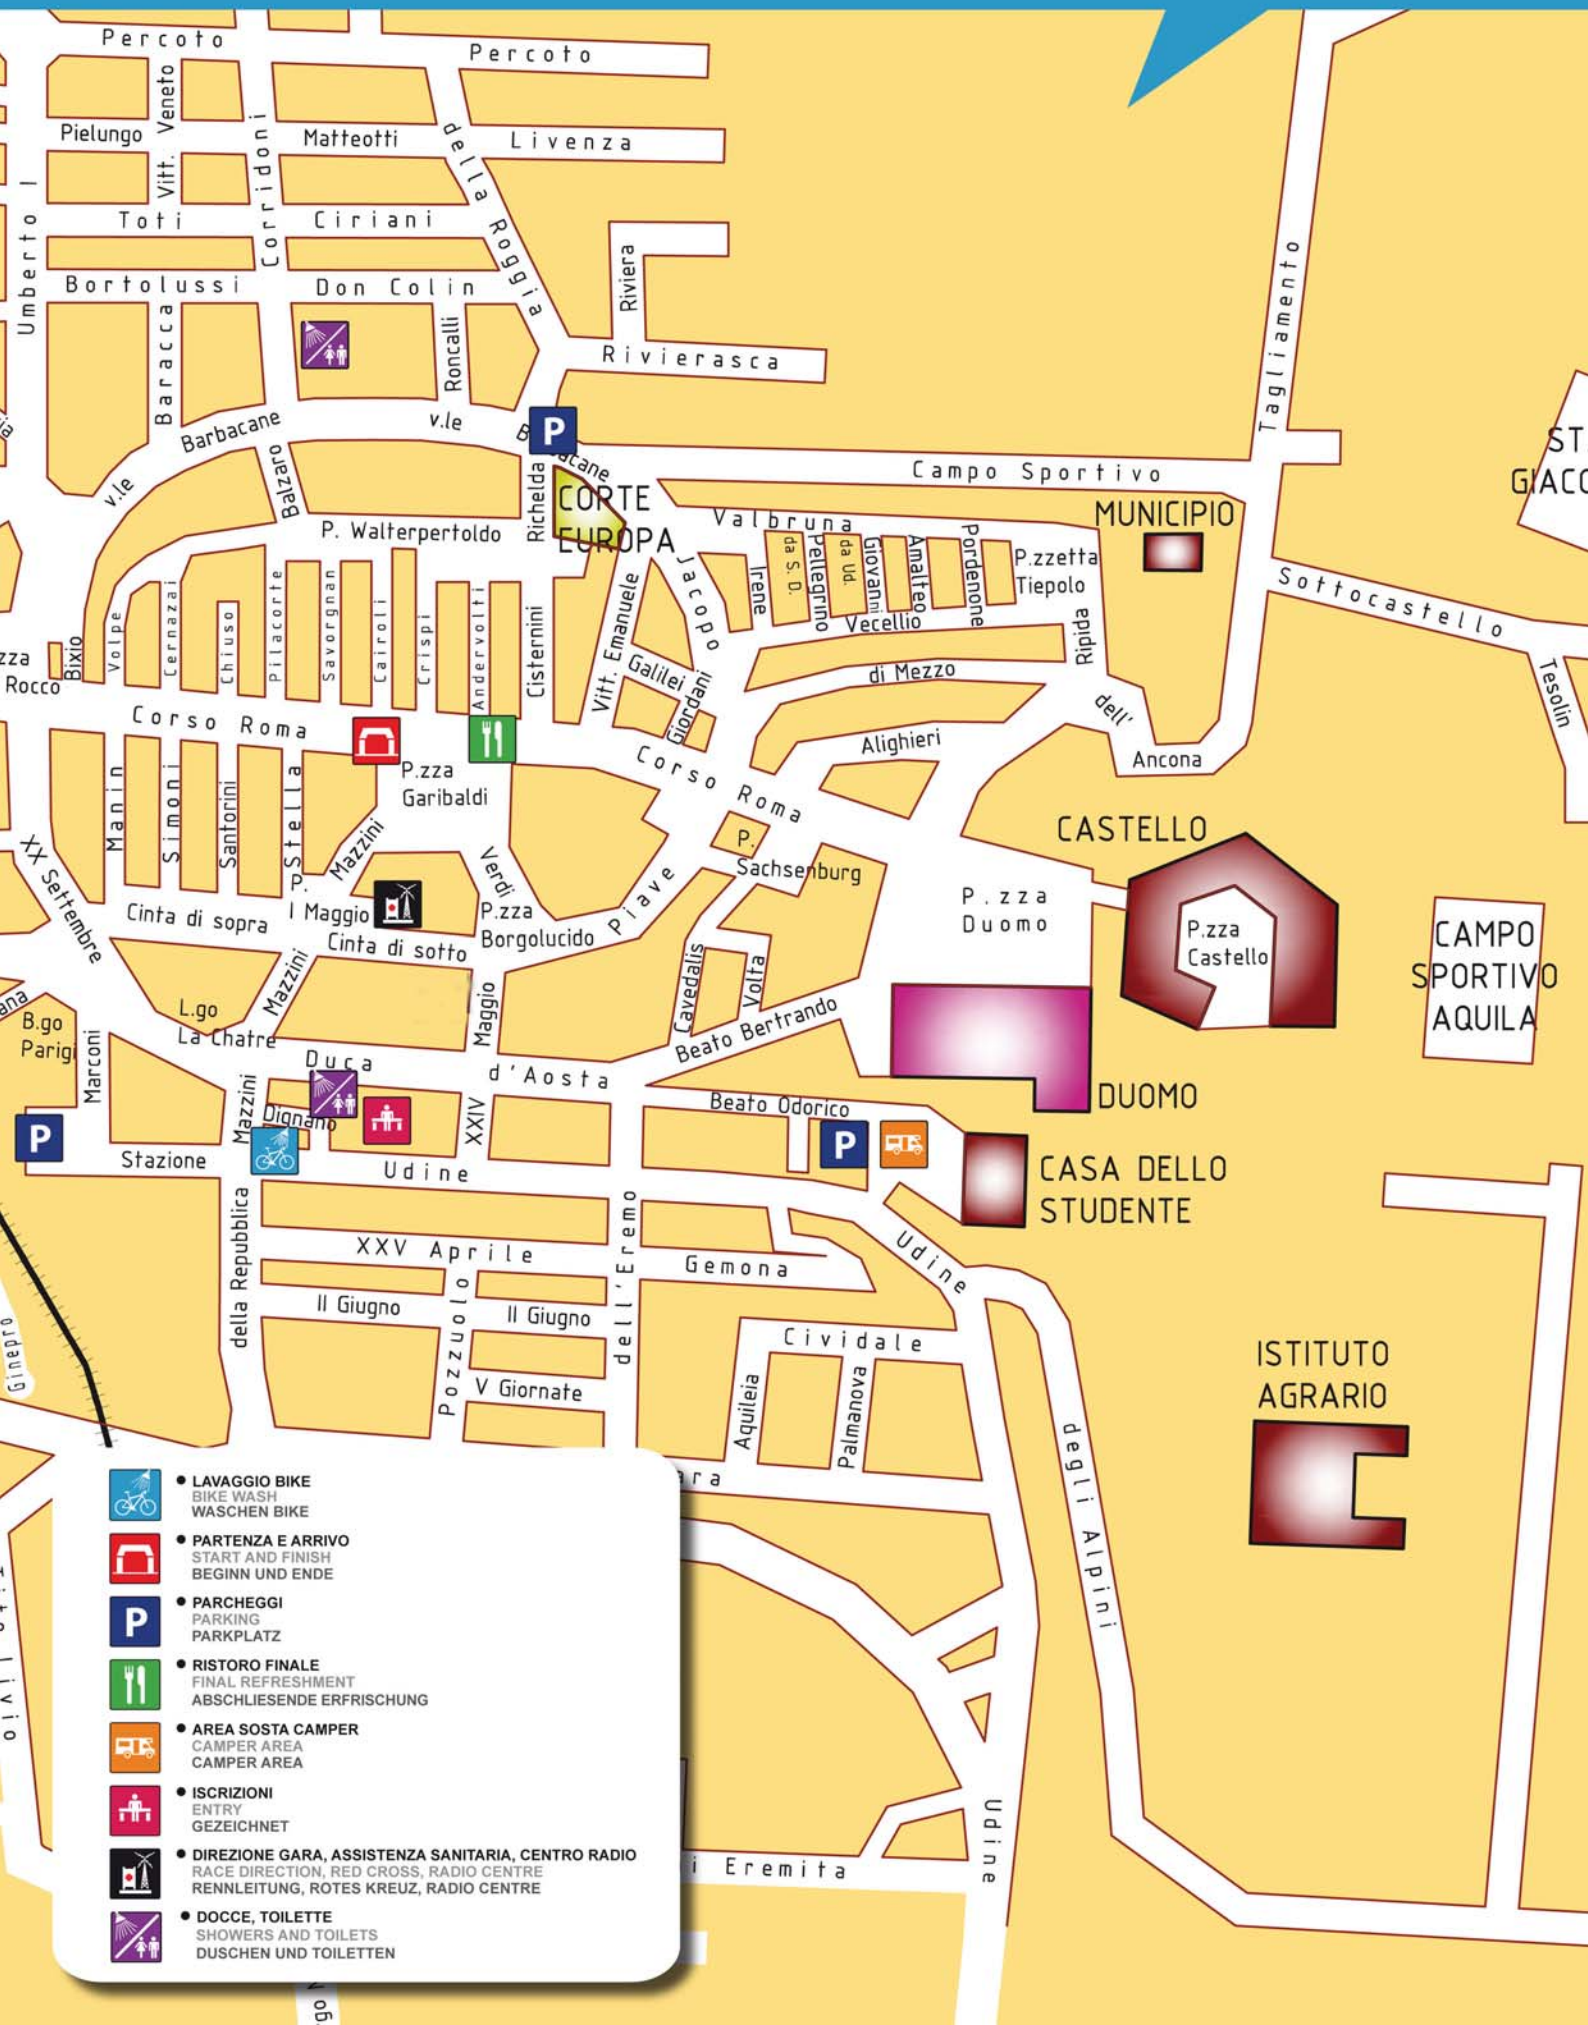 Percoto
Percoto
Pielungo
Vitt. Veneto
Corridoni
Matteotti
della Roggia
Livenza
Umberto I
Toti
Ciriani
Bortolussi
Don Colin
Riviera
Baracca
Roncalli
Rivierasca
Tagliamento
v.le Barbacane
v.le
P
Balzaro
Richelda
CORTE
EUROPA
Campo Sportivo
MUNICIPIO
P. Walterpertoldo
Valbruna
Jacopo
Irene
da S. D.
Pellegrino
da Ud.
Giovanni
Amalteo
Pordenone
P.zzetta
Tiepolo
Vecellio
Ripida
Sottocastello
Tesolin
Rocco
Bixio
Volpe
Cernazai
Chiuso
Pilacorte
Savorgnan
Cairoli
Crispi
Andervolti
Cisternini
Vitt. Emanuele
Galilei
Giordani
di Mezzo
dell'
Ancona
Alighieri
Corso Roma
Corso Roma
P.zza
Garibaldi
Manin
Simoni
Santorini
Stella
Mazzini
P.
I Maggio
Verdi
P.zza
Borgolucido
Piave
P.
Sachsenburg
P.zza
Duomo
CASTELLO
P.zza
Castello
CAMPO
SPORTIVO
AQUILA
XX Settembre
Cinta di sopra
Cinta di sotto
Mazzini
L.go
La Chatre
B.go
Parigi
Marconi
Maggio
Cavedalis
Volta
Beato Bertrando
Duca
d'Aosta
DUOMO
Mazzini
Dignano
XXIV
Beato Odorico
P
P
Stazione
Udine
CASA DELLO
STUDENTE
della Repubblica
XXV Aprile
dell'Eremo
Gemona
Udine
II Giugno
II Giugno
Pozzuolo
V Giornate
Cividale
Aquileia
Palmanova
Ginepro
ISTITUTO
AGRARIO
degli Alpini
Udine
i Eremita
• LAVAGGIO BIKE
BIKE WASH
WASCHEN BIKE
• PARTENZA E ARRIVO
START AND FINISH
BEGINN UND ENDE
P
• PARCHEGGI
PARKING
PARKPLATZ
• RISTORO FINALE
FINAL REFRESHMENT
ABSCHLIESENDE ERFRISCHUNG
• AREA SOSTA CAMPER
CAMPER AREA
CAMPER AREA
• ISCRIZIONI
ENTRY
GEZEICHNET
• DIREZIONE GARA, ASSISTENZA SANITARIA, CENTRO RADIO
RACE DIRECTION, RED CROSS, RADIO CENTRE
RENNLEITUNG, ROTES KREUZ, RADIO CENTRE
• DOCCE, TOILETTE
SHOWERS AND TOILETS
DUSCHEN UND TOILETTEN